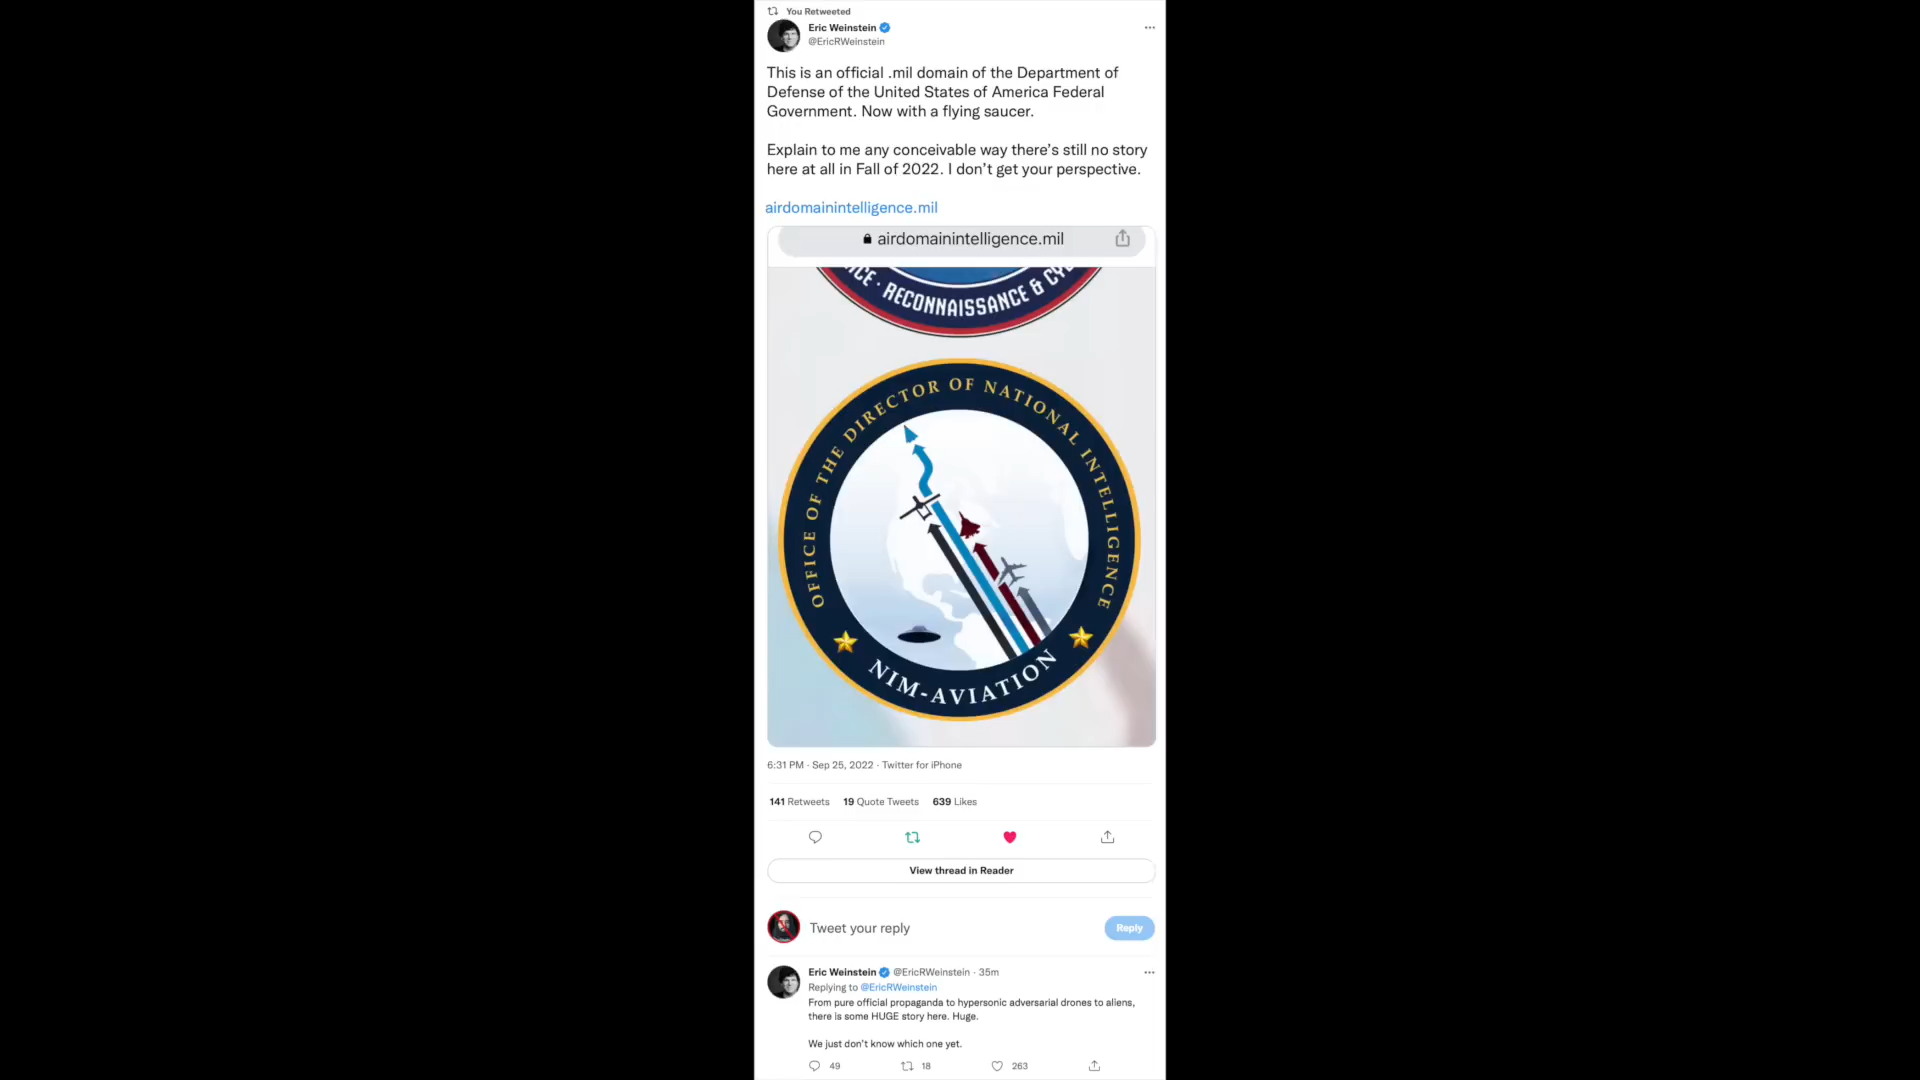 You Retweeted
Eric Weinstein
@EricRWeinstein
This is an official .mil domain of the Department of
Defense of the United States of America Federal
Government. Now with a flying saucer.
Explain to me any conceivable way there's still no story
here at all in Fall of 2022. I don't get your perspective.
airdomainintelligence.mil
airdomainintelligence.mil
· RECONNAISSANCE &
OFFICE OF THE DIRECTOR OF NATIONAL INTELLIGENCE
NIM-AVIATION
6:31 PM · Sep 25, 2022 · Twitter for iPhone
141 Retweets 19 Quote Tweets 639 Likes
View thread in Reader
Tweet your reply
Reply
Eric Weinstein @EricRWeinstein · 35m
Replying to @EricRWeinstein
From pure official propaganda to hypersonic adversarial drones to aliens,
there is some HUGE story here. Huge.
We just don't know which one yet.
49 18 263